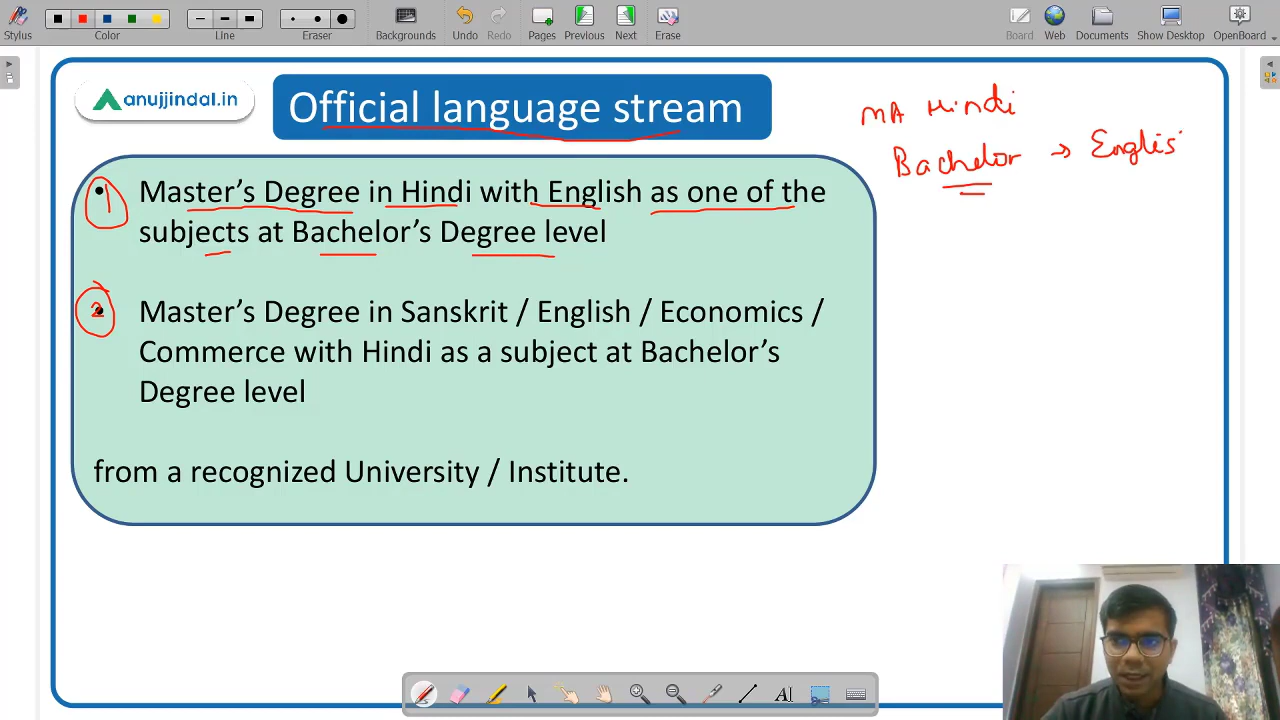 Stylus
Color
Line
Eraser
Backgrounds
Undo
Redo
Pages
Previous
Next
Erase
Board
Web
Documents
Show Desktop
OpenBoard
anujjindal.in
Official language stream
MA Hindi
Bachelor → Englis
1
• Master's Degree in Hindi with English as one of the
subjects at Bachelor's Degree level
2
• Master's Degree in Sanskrit / English / Economics /
Commerce with Hindi as a subject at Bachelor's
Degree level
from a recognized University / Institute.
AI